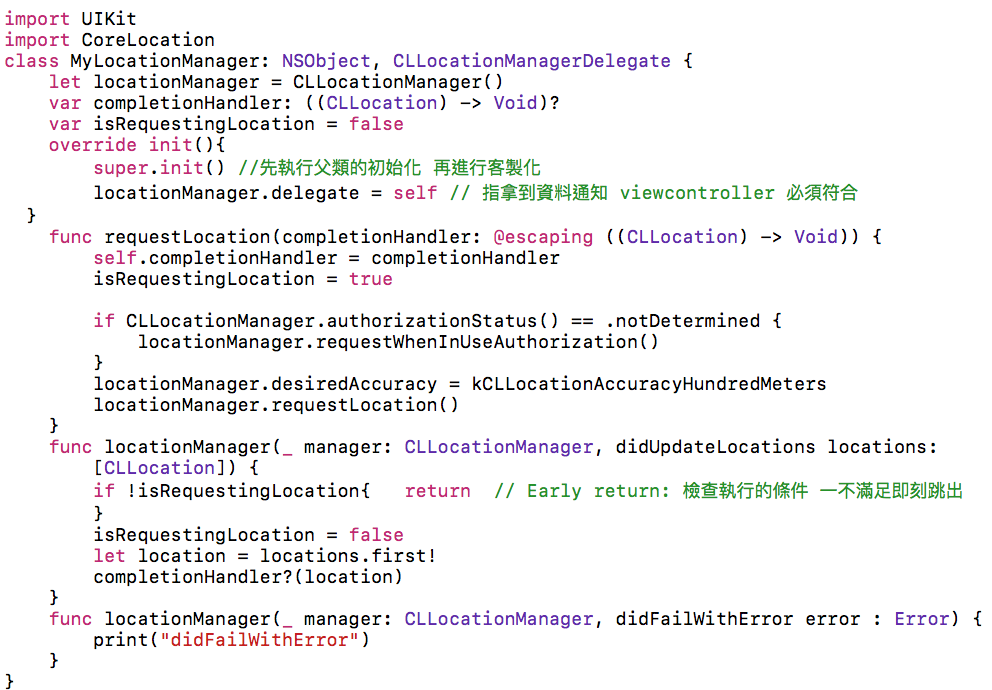 import UIKit
import CoreLocation
class MyLocationManager: NSObject, CLLocationManagerDelegate {
    let locationManager = CLLocationManager()
    var completionHandler: ((CLLocation) -> Void)?
    var isRequestingLocation = false
    override init(){
        super.init() //先執行父類的初始化 再進行客製化
        locationManager.delegate = self // 指拿到資料通知 viewcontroller 必須符合
  }
    func requestLocation(completionHandler: @escaping ((CLLocation) -> Void)) {
        self.completionHandler = completionHandler
        isRequestingLocation = true

        if CLLocationManager.authorizationStatus() == .notDetermined {
            locationManager.requestWhenInUseAuthorization()
        }
        locationManager.desiredAccuracy = kCLLocationAccuracyHundredMeters
        locationManager.requestLocation()
    }
    func locationManager(_ manager: CLLocationManager, didUpdateLocations locations:
        [CLLocation]) {
        if !isRequestingLocation{   return  // Early return: 檢查執行的條件 一不滿足即刻跳出
        }
        isRequestingLocation = false
        let location = locations.first!
        completionHandler?(location)
    }
    func locationManager(_ manager: CLLocationManager, didFailWithError error : Error) {
        print("didFailWithError")
    }
}